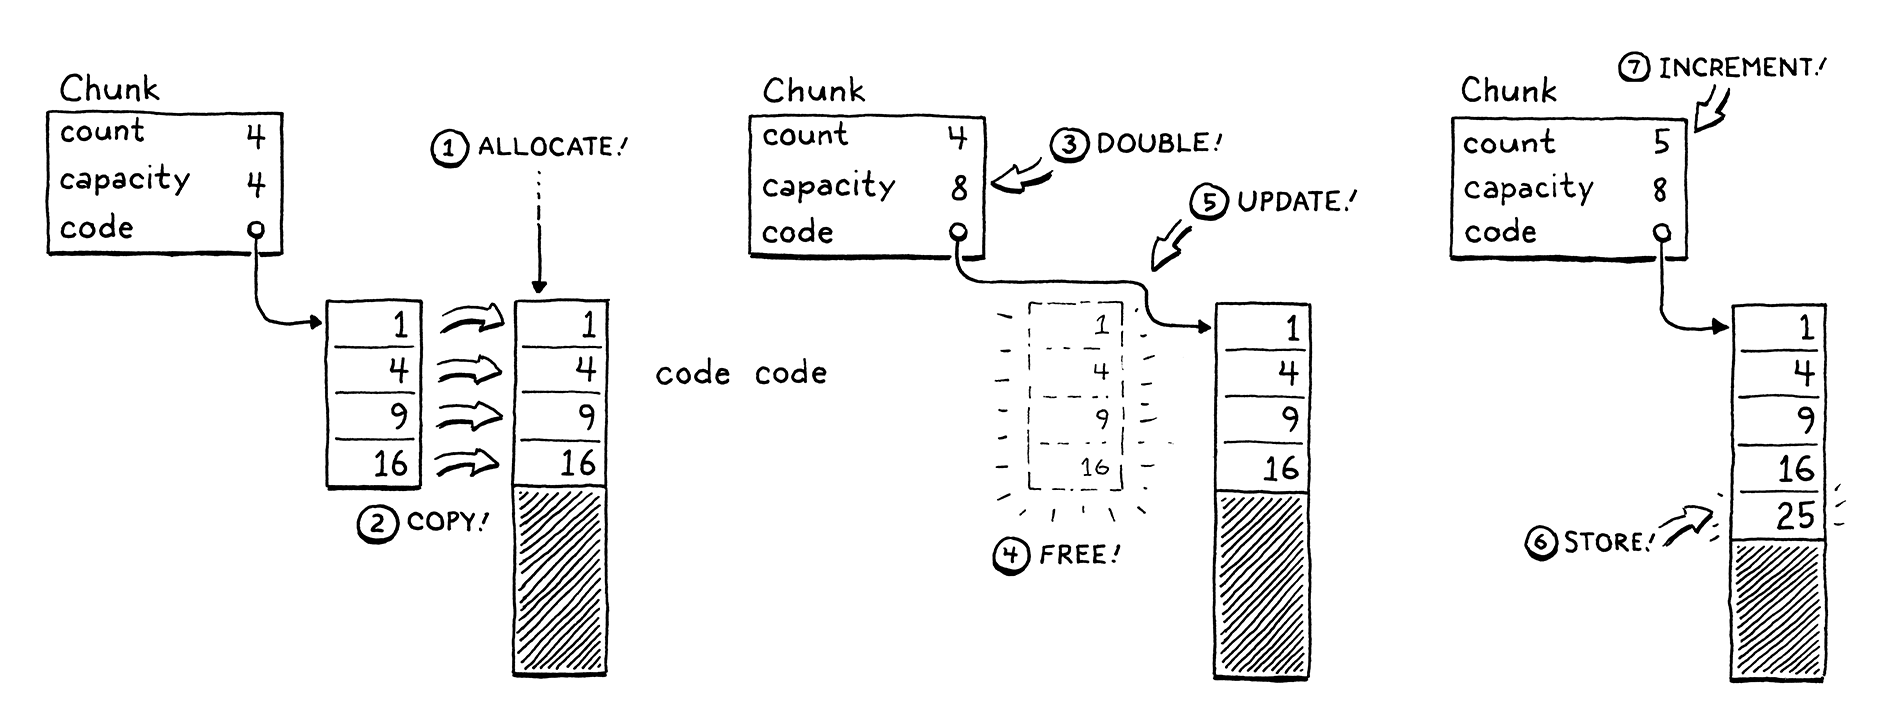 Chunk
count 4
capacity 4
code
① ALLOCATE!
1
4
9
16
② COPY!
1
4
9
16
code code
Chunk
count 4
capacity 8
code
③ DOUBLE!
④ FREE!
1
4
9
16
⑤ UPDATE!
1
4
9
16
Chunk
count 5
capacity 8
code
⑦ INCREMENT!
1
4
9
16
25
⑥ STORE!